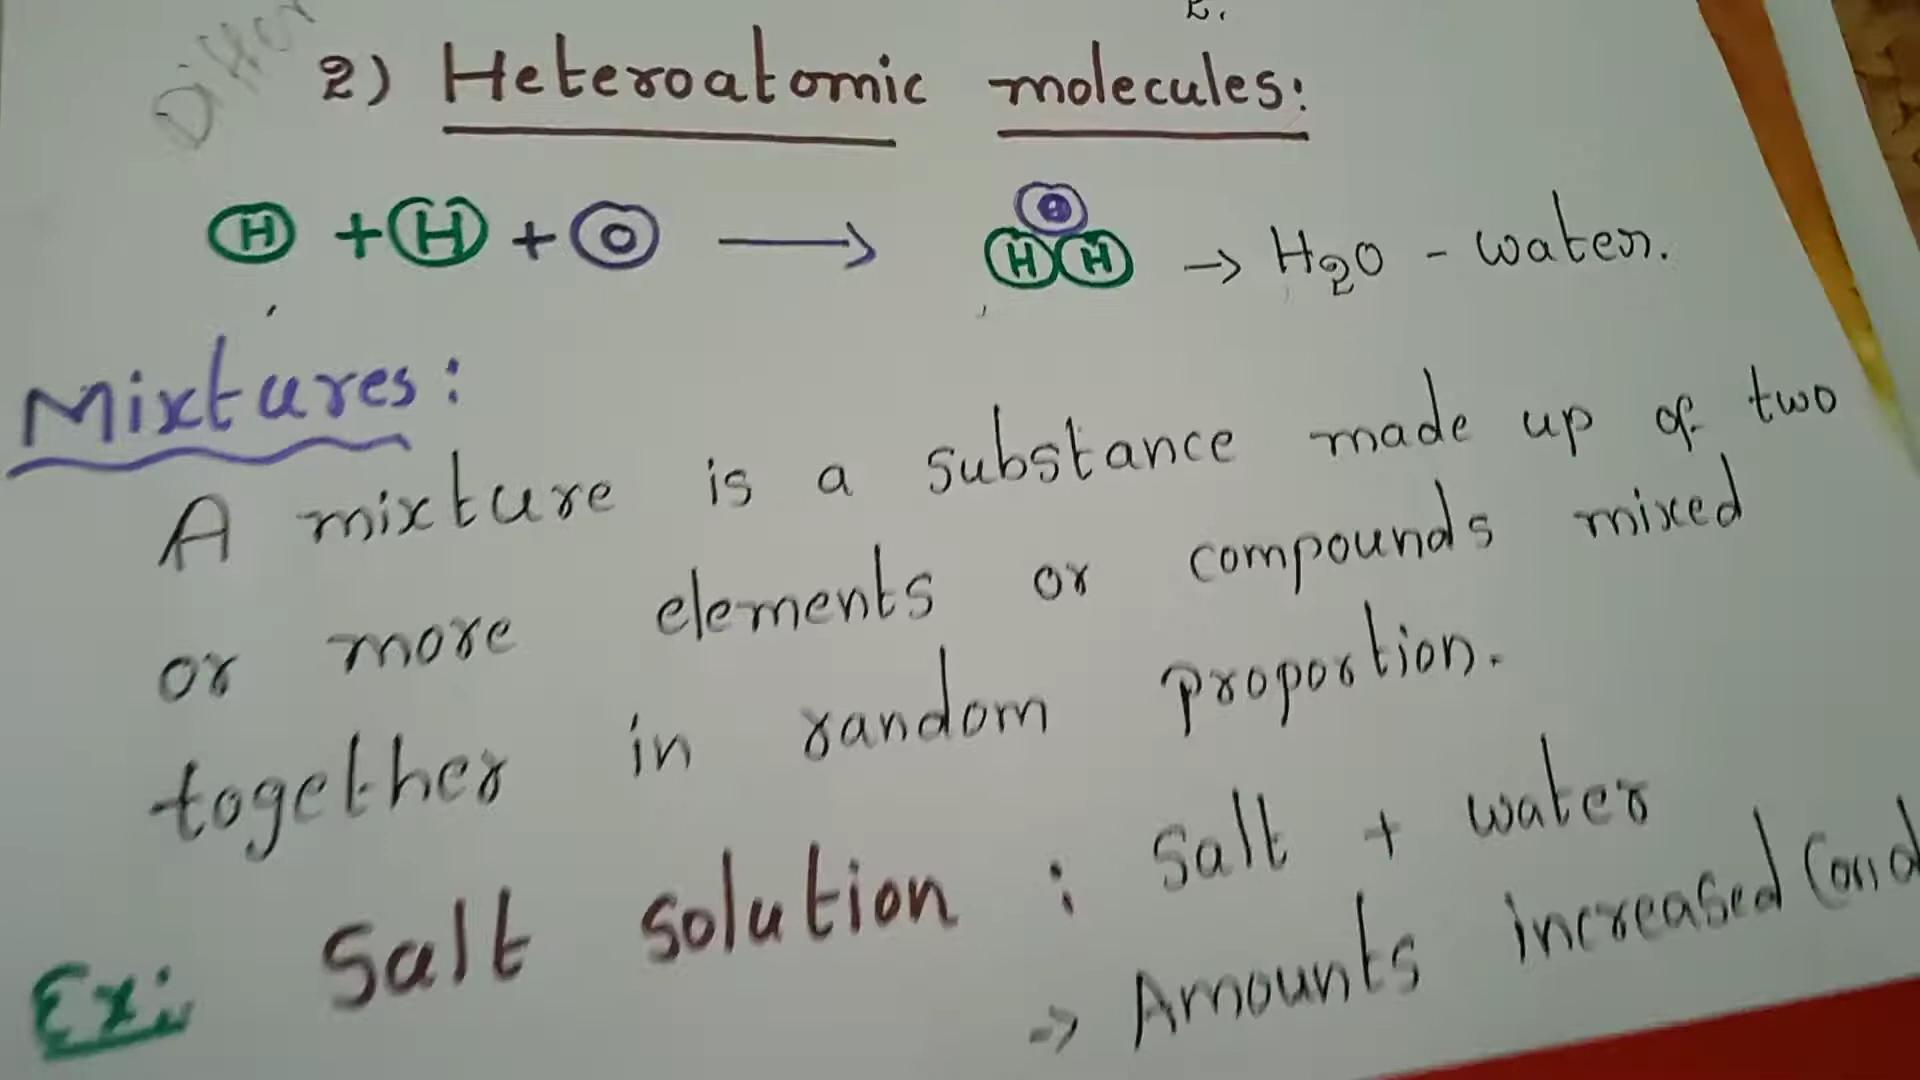 2) Heteroatomic molecules:
H + H + O → O H H → H2O - water.
Mixtures:
A mixture is a substance made up of two
or more elements or compounds mixed
together in random proportion.
Ex: Salt solution : Salt + water
→ Amounts increased